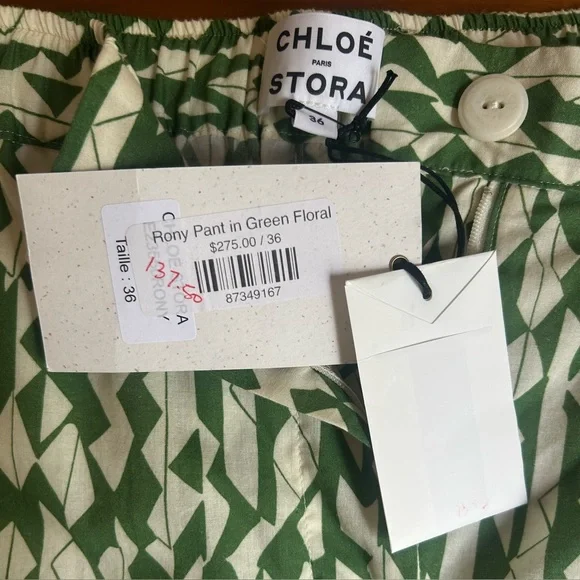 CHLOÉ
PARIS
STORA
36
Rony Pant in Green Floral
$275.00 / 36
137.50
87349167
Taille : 36